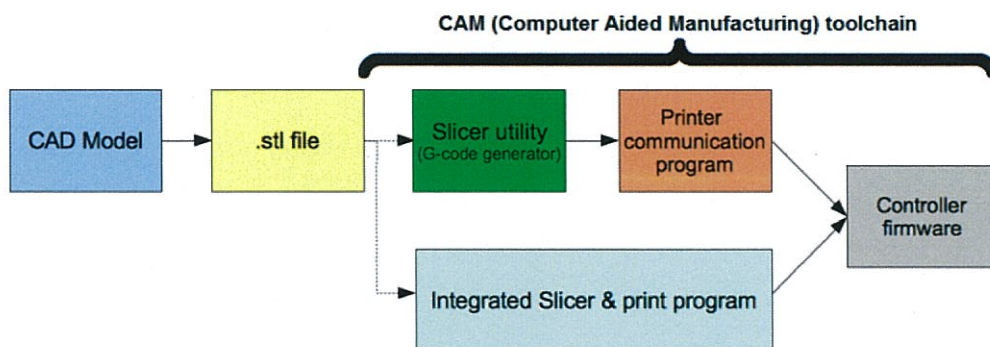 CAM (Computer Aided Manufacturing) toolchain
CAD Model
.stl file
Slicer utility
(G-code generator)
Printer
communication
program
Controller
firmware
Integrated Slicer & print program